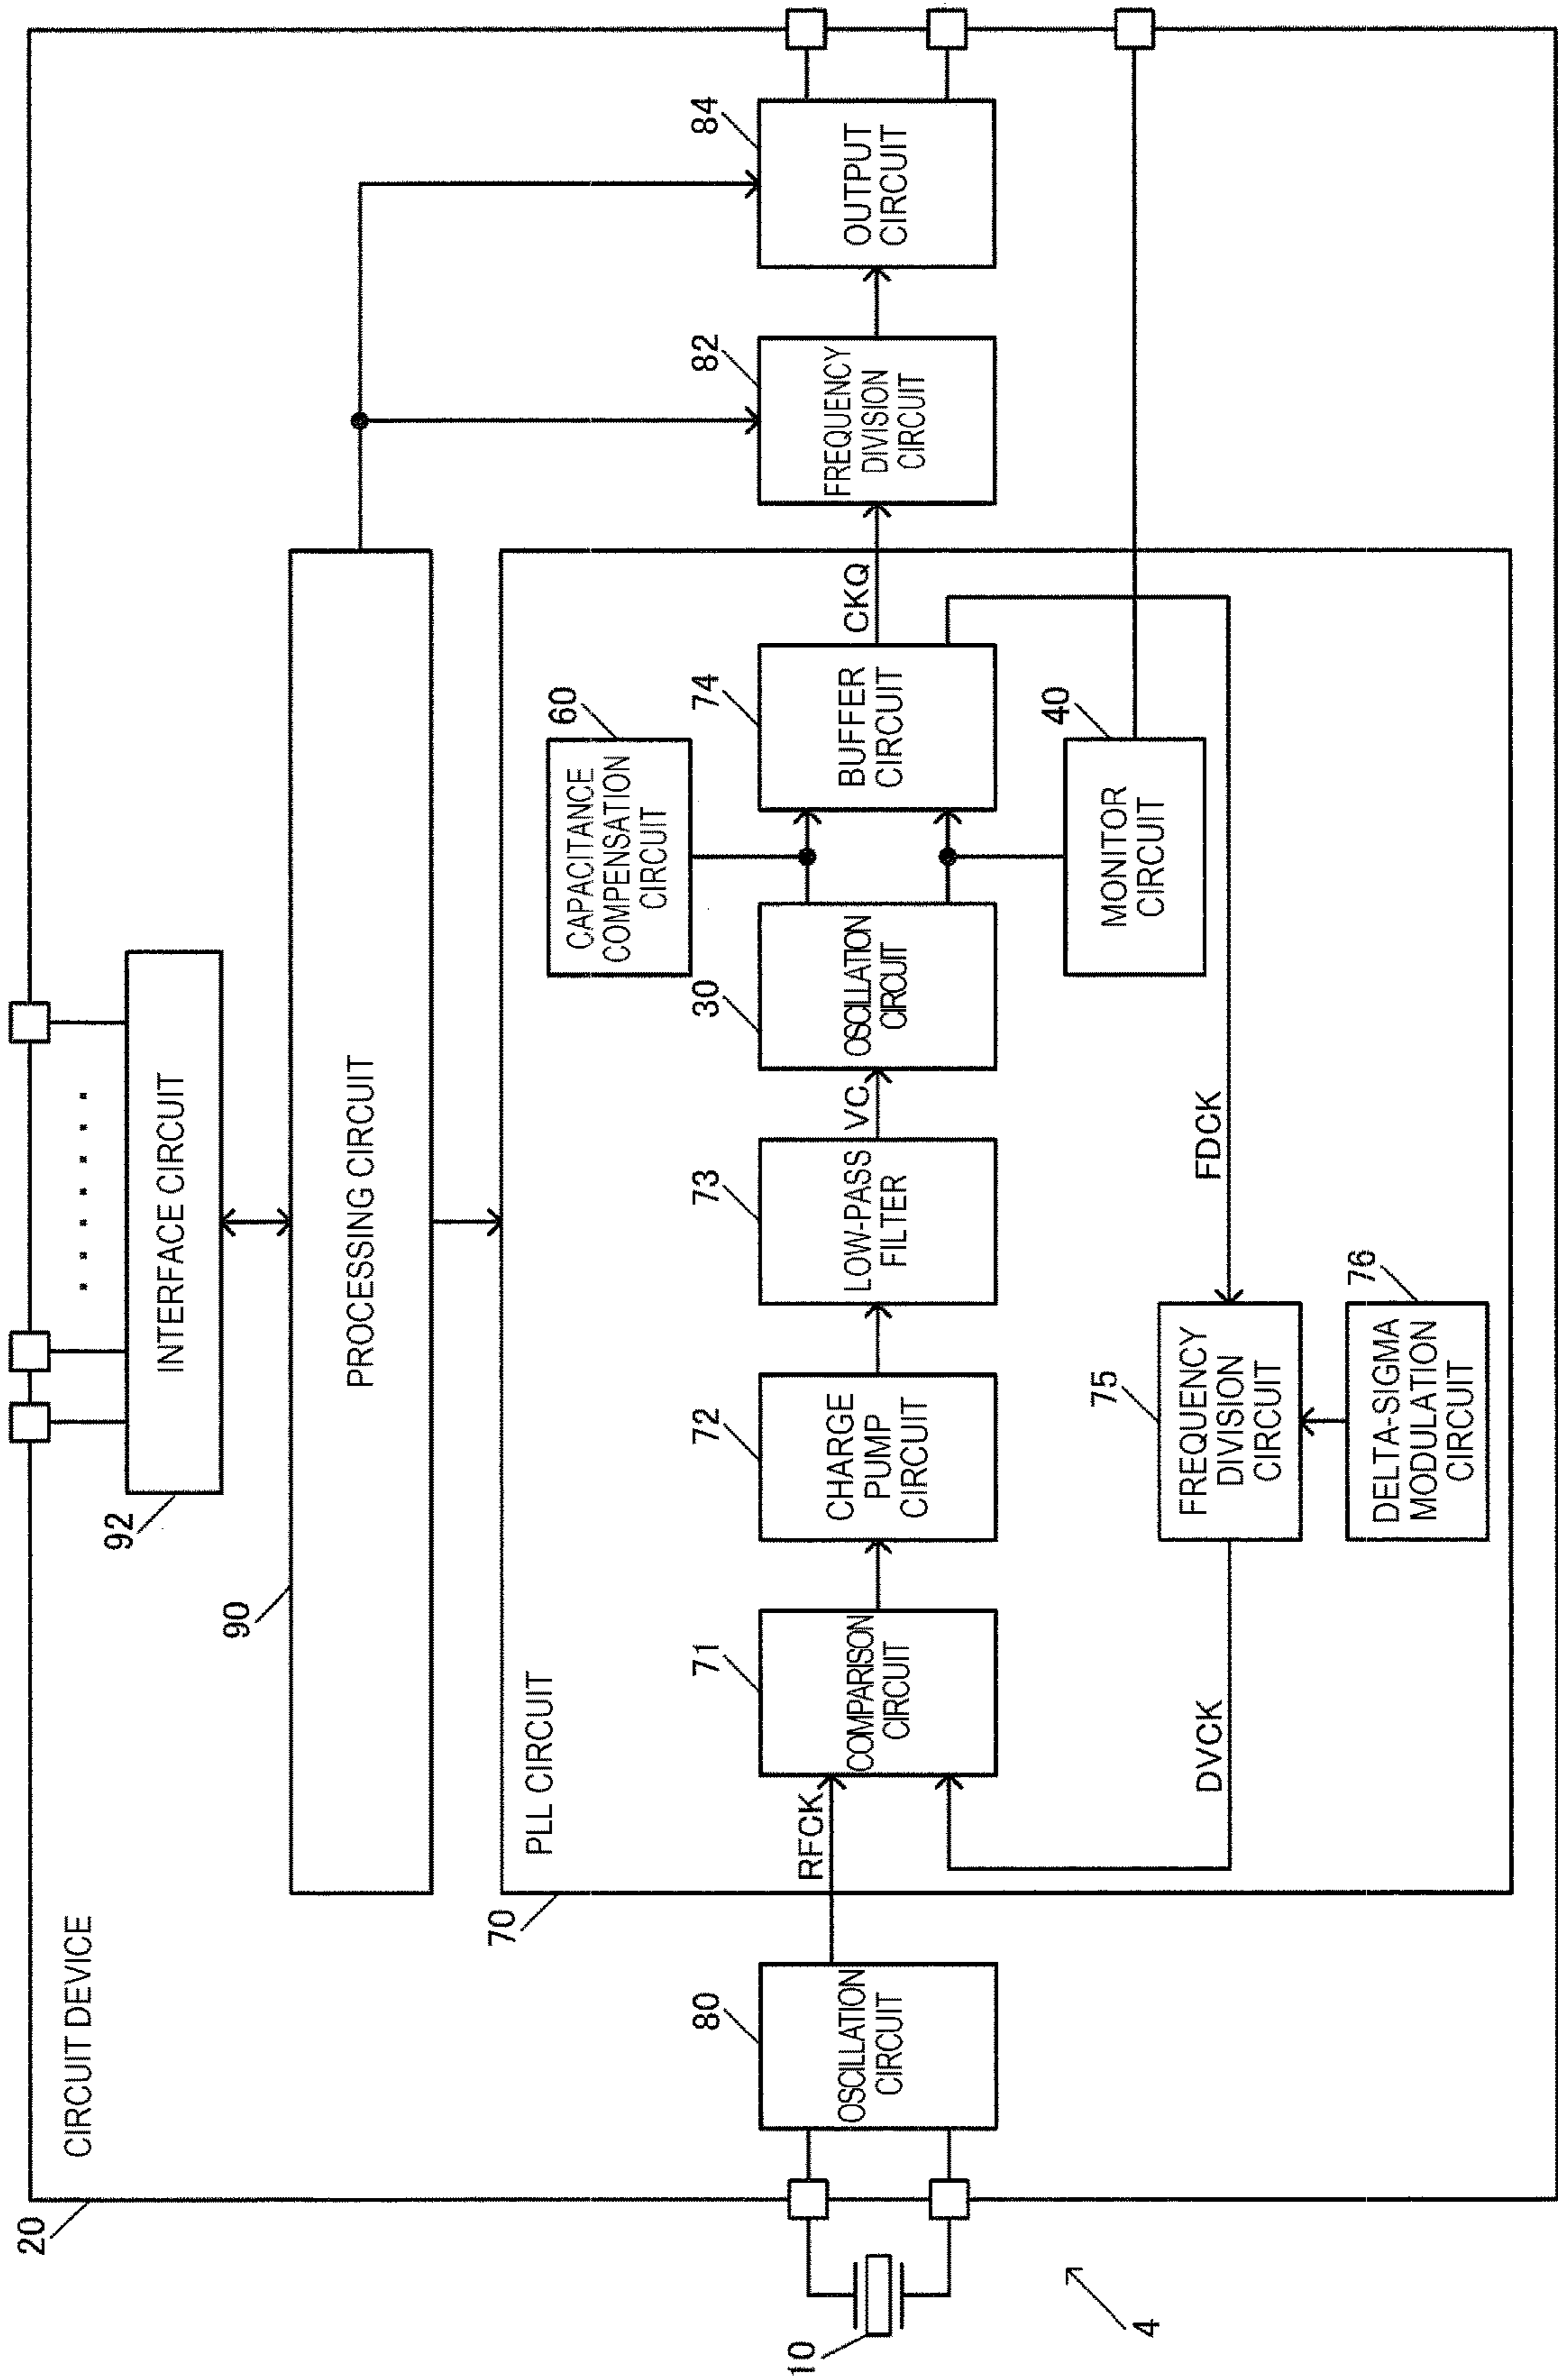 20
CIRCUIT DEVICE
92
INTERFACE CIRCUIT
90
PROCESSING CIRCUIT
70
PLL CIRCUIT
10
4
80
OSCILLATION
CIRCUIT
RFCK
71
COMPARISON
CIRCUIT
72
CHARGE
PUMP
CIRCUIT
73
LOW-PASS
FILTER
VC
30
OSCILLATION
CIRCUIT
60
CAPACITANCE
COMPENSATION
CIRCUIT
74
BUFFER
CIRCUIT
CKQ
82
FREQUENCY
DIVISION
CIRCUIT
84
OUTPUT
CIRCUIT
40
MONITOR
CIRCUIT
DVCK
75
FREQUENCY
DIVISION
CIRCUIT
FDCK
76
DELTA-SIGMA
MODULATION
CIRCUIT